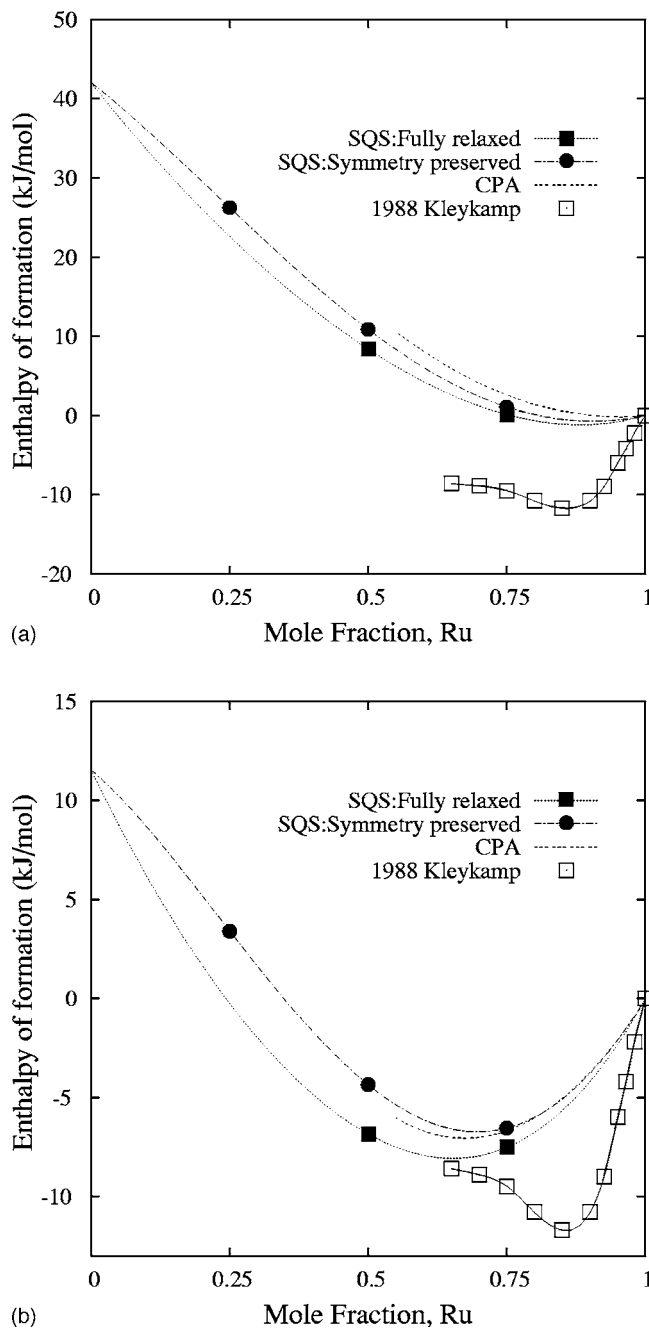 50
40
30
20
10
0
-10
-20
Enthalpy of formation (kJ/mol)
SQS:Fully relaxed
SQS:Symmetry preserved
CPA
1988 Kleykamp
0
0.25
0.5
0.75
1
Mole Fraction, Ru
(a)
15
10
5
0
-5
-10
Enthalpy of formation (kJ/mol)
SQS:Fully relaxed
SQS:Symmetry preserved
CPA
1988 Kleykamp
0
0.25
0.5
0.75
1
Mole Fraction, Ru
(b)